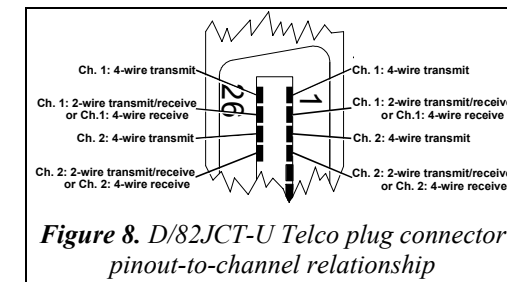 Ch. 1: 4-wire transmit
Ch. 1: 2-wire transmit/receive
or Ch.1: 4-wire receive
Ch. 2: 4-wire transmit
Ch. 2: 2-wire transmit/receive
or Ch. 2: 4-wire receive
26
1
Ch. 1: 4-wire transmit
Ch. 1: 2-wire transmit/receive
or Ch.1: 4-wire receive
Ch. 2: 4-wire transmit
Ch. 2: 2-wire transmit/receive
or Ch. 2: 4-wire receive
Figure 8. D/82JCT-U Telco plug connector
pinout-to-channel relationship